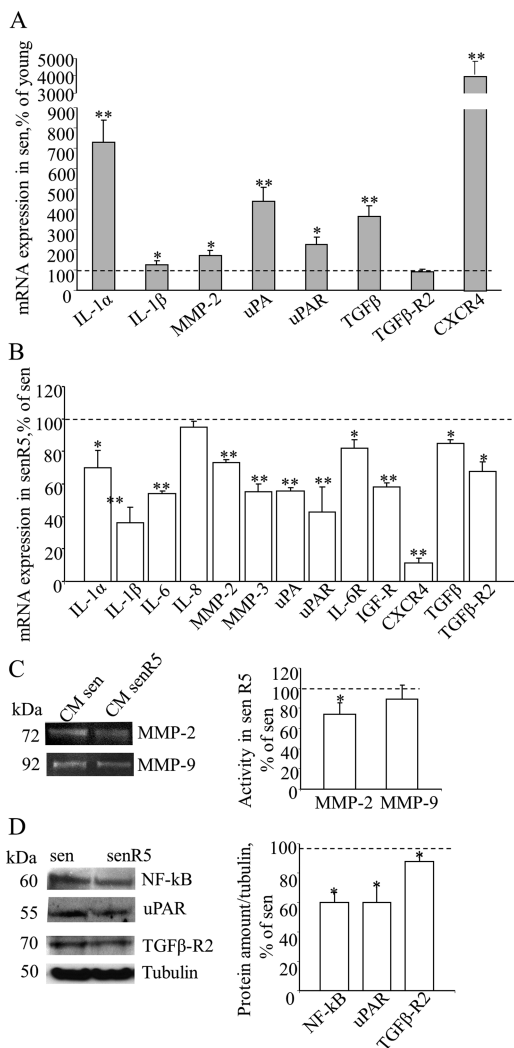 A
mRNA expression in sen,% of young
5000
4000
3000
900
800
700
600
500
400
300
200
100
0
**
*
*
**
*
**
**
IL-1α
IL-1β
MMP-2
uPA
uPAR
TGFβ
TGFβ-R2
CXCR4
B
mRNA expression in senR5,% of sen
120
100
80
60
40
20
0
*
**
**
**
**
**
**
*
**
**
*
*
IL-1α
IL-1β
IL-6
IL-8
MMP-2
MMP-3
uPA
uPAR
IL-6R
IGF-R
CXCR4
TGFβ
TGFβ-R2
C
kDa
CM sen
CM senR5
72
MMP-2
92
MMP-9
Activity in sen R5
% of sen
120
100
80
60
40
20
0
*
MMP-2
MMP-9
D
kDa
sen
senR5
60
NF-kB
55
uPAR
70
TGFβ-R2
50
Tubulin
Protein amount/tubulin,
% of sen
100
80
60
40
20
0
*
*
*
NF-kB
uPAR
TGFβ-R2